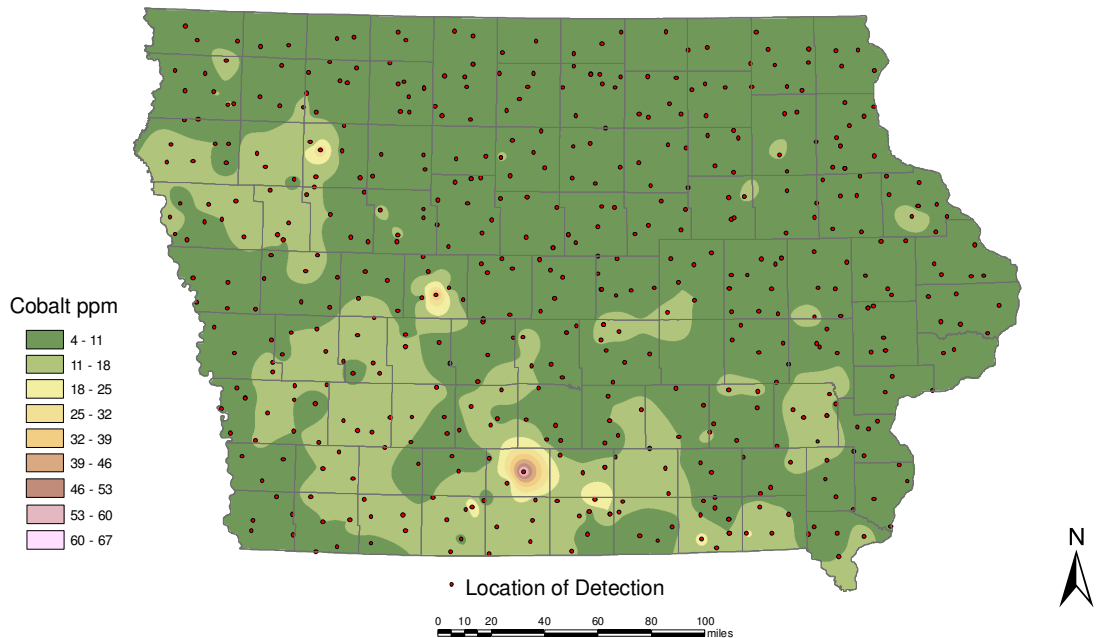 Cobalt ppm
4 - 11
11 - 18
18 - 25
25 - 32
32 - 39
39 - 46
46 - 53
53 - 60
60 - 67
N
Location of Detection
0 5 10 20 40 60 80 100
miles